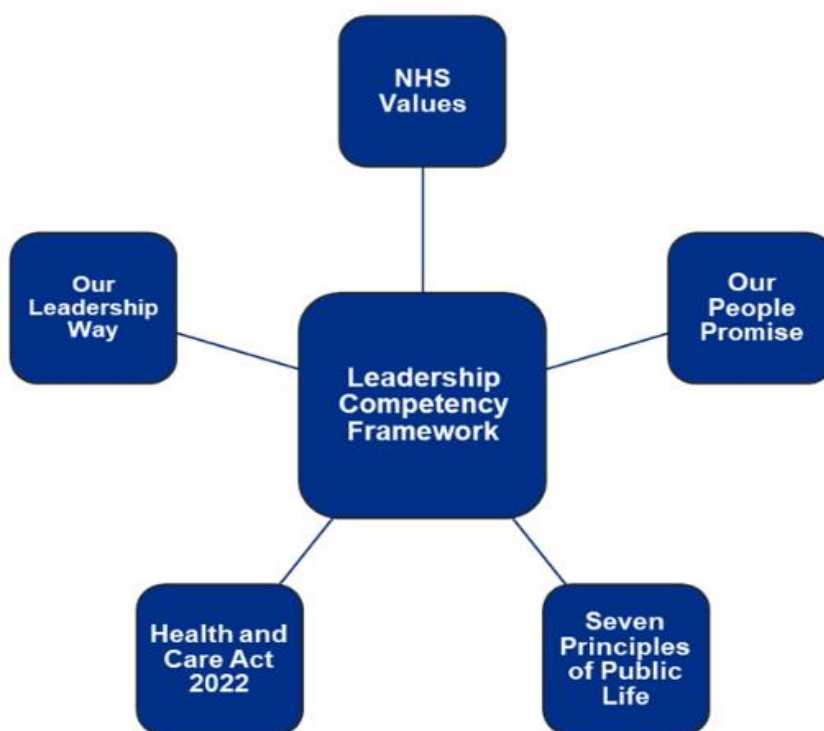 NHS
Values
Our
Leadership
Way
Our
People
Promise
Leadership
Competency
Framework
Health and
Care Act
2022
Seven
Principles
of Public
Life